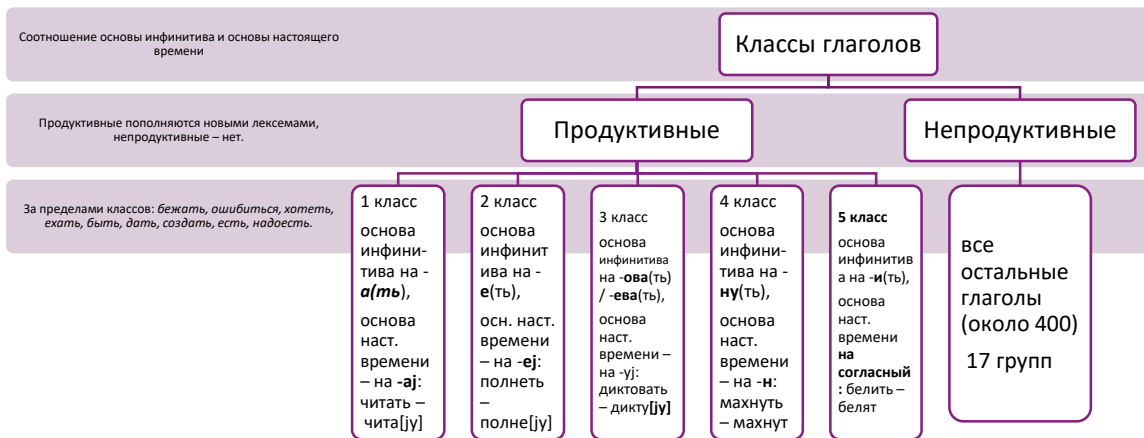 Соотношение основы инфинитива и основы настоящего
времени
Классы глаголов
Продуктивные пополняются новыми лексемами,
непродуктивные – нет.
Продуктивные
Непродуктивные
За пределами классов: бежать, ошибиться, хотеть,
ехать, быть, дать, создать, есть, надоесть.
1 класс
основа
инфини-
тива на -
а(ть),
основа
наст.
времени
– на -aj:
читать –
чита[jу]
2 класс
основа
инфинит
ива на -
е(ть),
осн. наст.
времени
– на -еj:
полнеть
–
полне[jу]
3 класс
основа
инфинитива
на -ова(ть)
/ -ева(ть),
основа
наст.
времени –
на -уj:
диктовать
– дикту[jу]
4 класс
основа
инфини-
тива на -
ну(ть),
основа
наст.
времени
– на -н:
махнуть
– махнут
5 класс
основа
инфинитив
а на -и(ть),
основа
наст.
времени
на
согласный
: белить –
белят
все
остальные
глаголы
(около 400)
17 групп